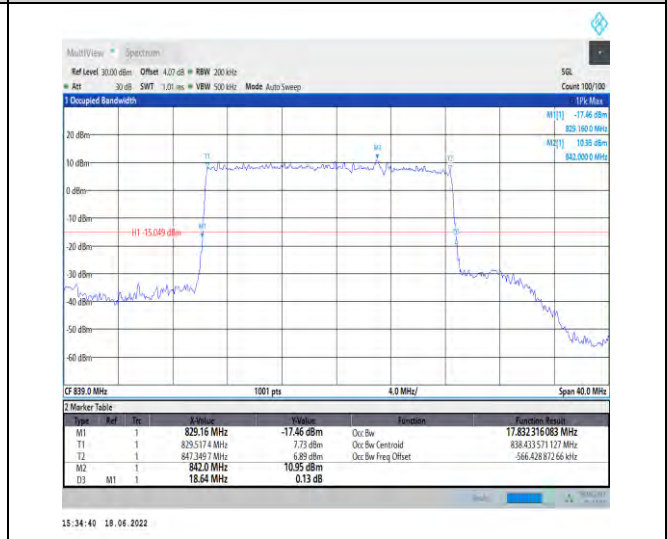 MultiView Spectrum
Ref Level 30.00 dBm Offset 4.07 dB RBW 200 kHz SGL
Att 30 dB SWT 1.01 ms VBW 500 kHz Mode Auto Sweep Count 100/100
1 Occupied Bandwidth 1Pk Max
M1[1] -17.46 dBm
829.160 0 MHz
M2[1] 10.95 dBm
842.000 0 MHz
20 dBm
M2
T1 T2
10 dBm
0 dBm
-10 dBm
M1
H1 -15.049 dBm D3
-20 dBm
-30 dBm
-40 dBm
-50 dBm
-60 dBm
CF 839.0 MHz 1001 pts 4.0 MHz/ Span 40.0 MHz
2 Marker Table
Type Ref Trc X-Value Y-Value Function Function Result
M1 1 829.16 MHz -17.46 dBm Occ Bw 17.832 316 083 MHz
T1 1 829.517 4 MHz 7.73 dBm Occ Bw Centroid 838.433 571 127 MHz
T2 1 847.349 7 MHz 6.89 dBm Occ Bw Freq Offset -566.428 872 66 kHz
M2 1 842.0 MHz 10.95 dBm
D3 M1 1 18.64 MHz 0.13 dB
15:34:40 18.06.2022